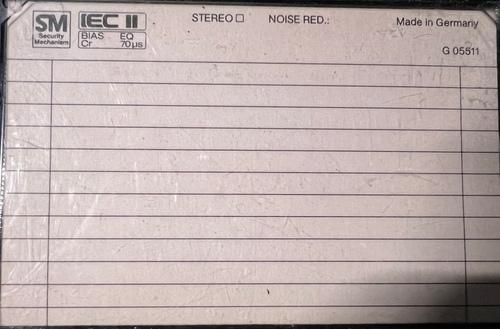 SM IEC II STEREO NOISE RED.: Made in Germany
Security BIAS EQ
Mechanism Cr 70µs G 05511